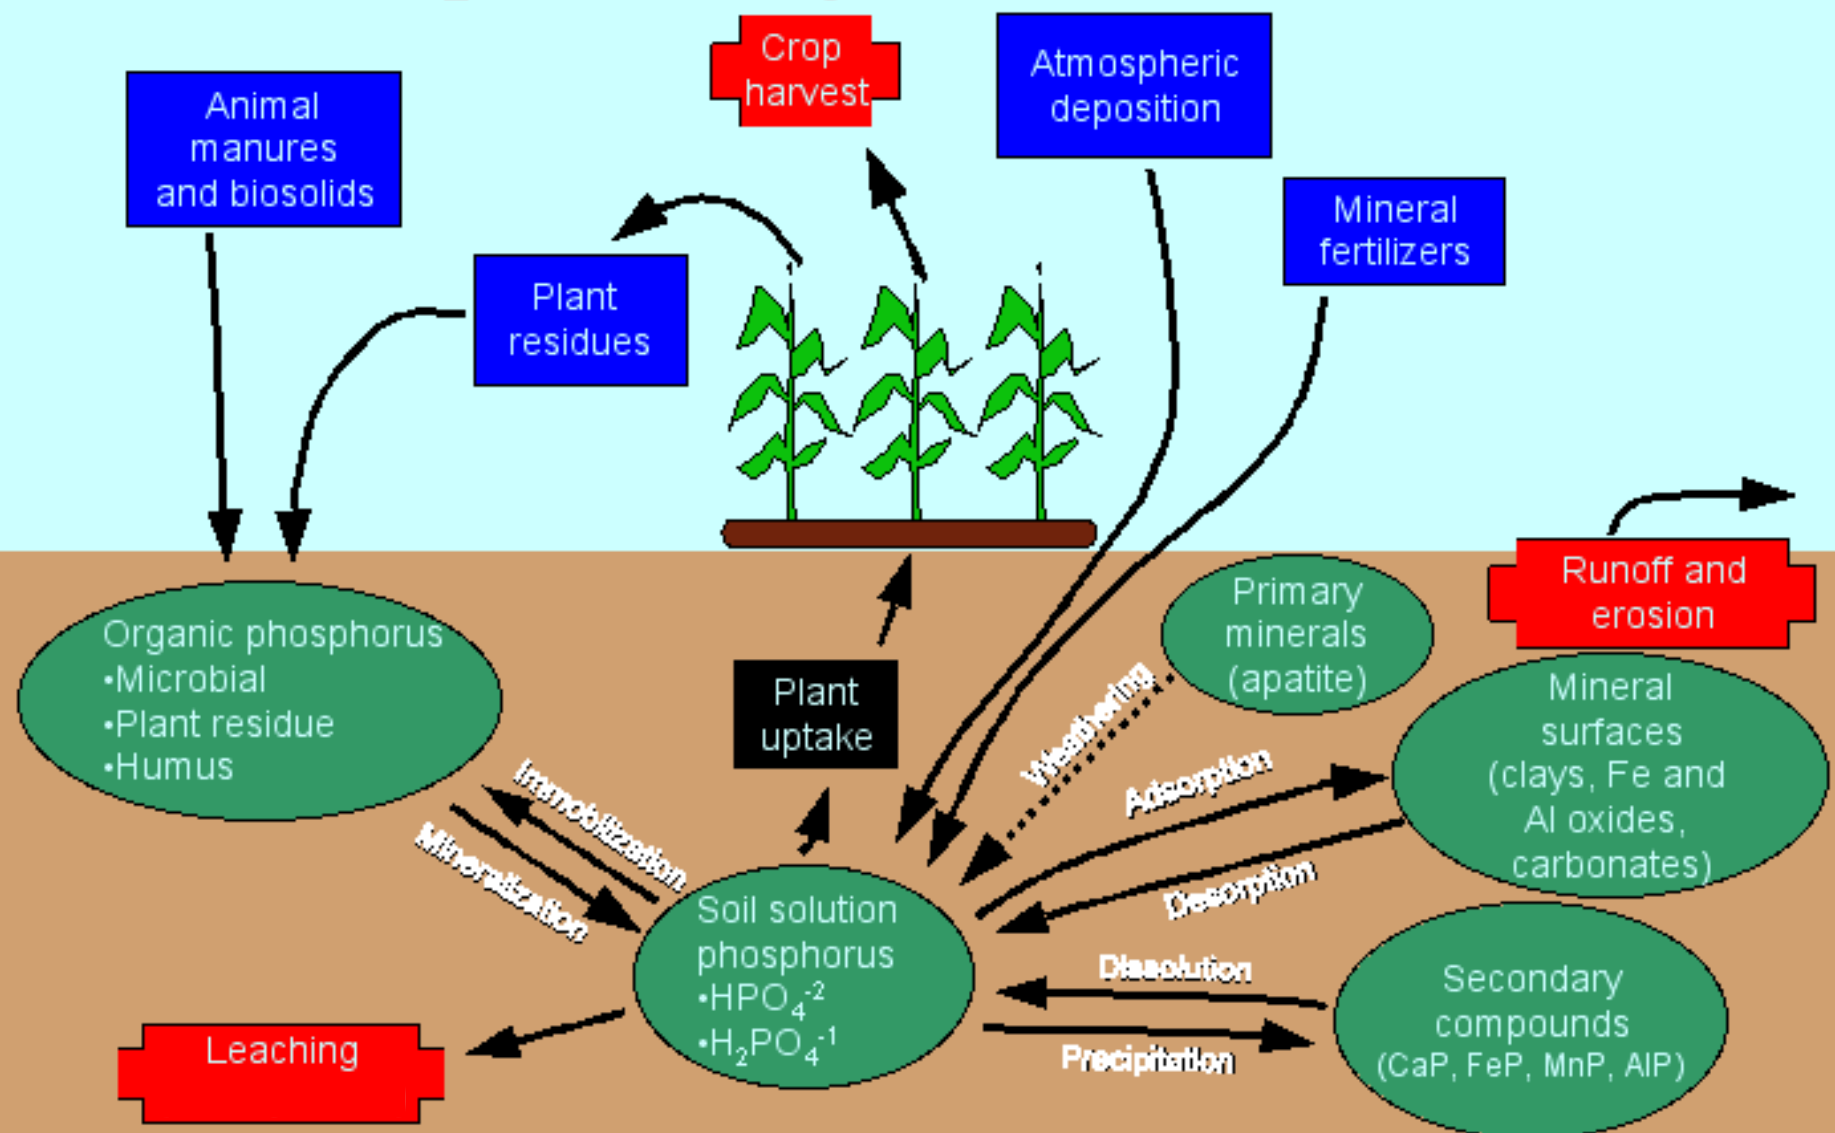 Animal
manures
and biosolids
Crop
harvest
Atmospheric
deposition
Mineral
fertilizers
Plant
residues
Organic phosphorus
•Microbial
•Plant residue
•Humus
Plant
uptake
Primary
minerals
(apatite)
Runoff and
erosion
Mineral
surfaces
(clays, Fe and
Al oxides,
carbonates)
Weathering
Adsorption
Desorption
Immobilization
Mineralization
Soil solution
phosphorus
•HPO₄⁻²
•H₂PO₄⁻¹
Dissolution
Precipitation
Secondary
compounds
(CaP, FeP, MnP, AlP)
Leaching